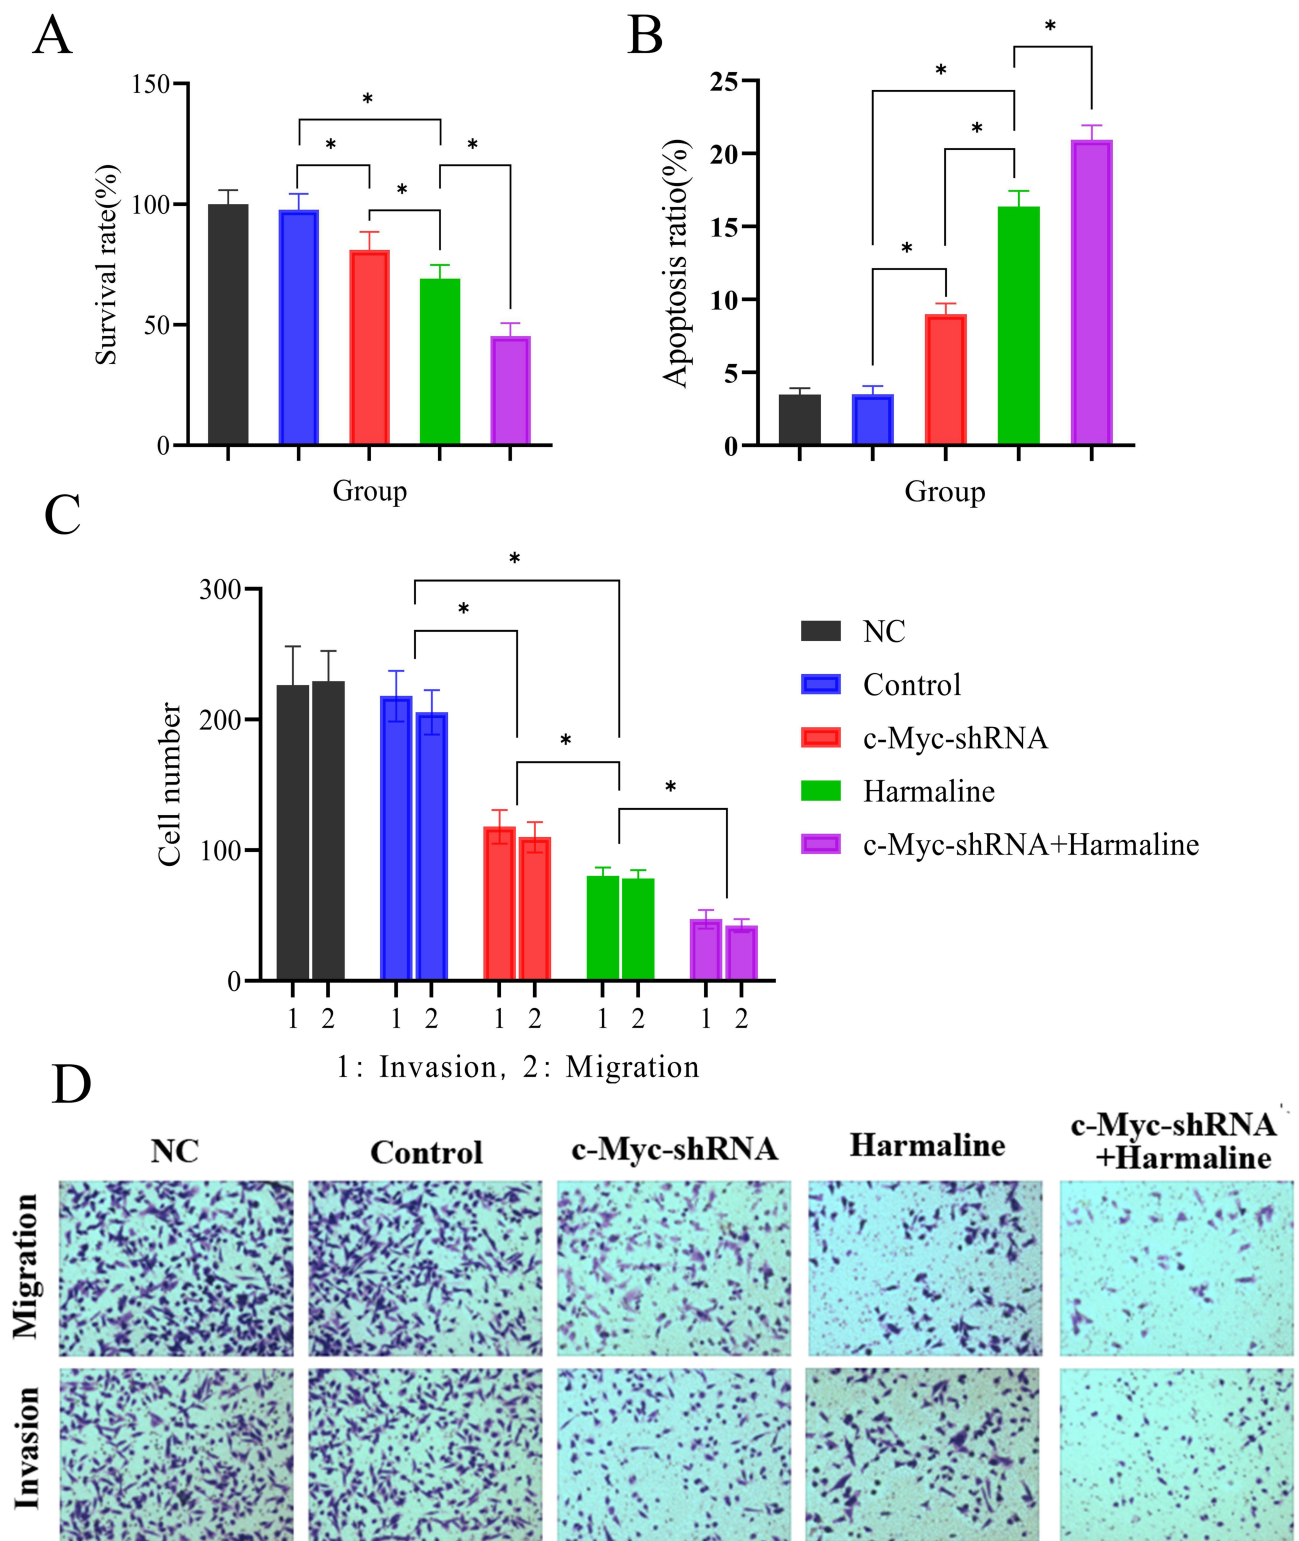 A
B
150
100
50
0
Survival rate(%)
*
*
*
*
Group
25
20
15
10
5
0
Apoptosis ratio(%)
*
*
*
*
Group
C
300
200
100
0
Cell number
*
*
*
*
1 2 1 2 1 2 1 2 1 2
1: Invasion, 2: Migration
NC
Control
c-Myc-shRNA
Harmaline
c-Myc-shRNA+Harmaline
D
NC
Control
c-Myc-shRNA
Harmaline
c-Myc-shRNA
+Harmaline
Migration
Invasion